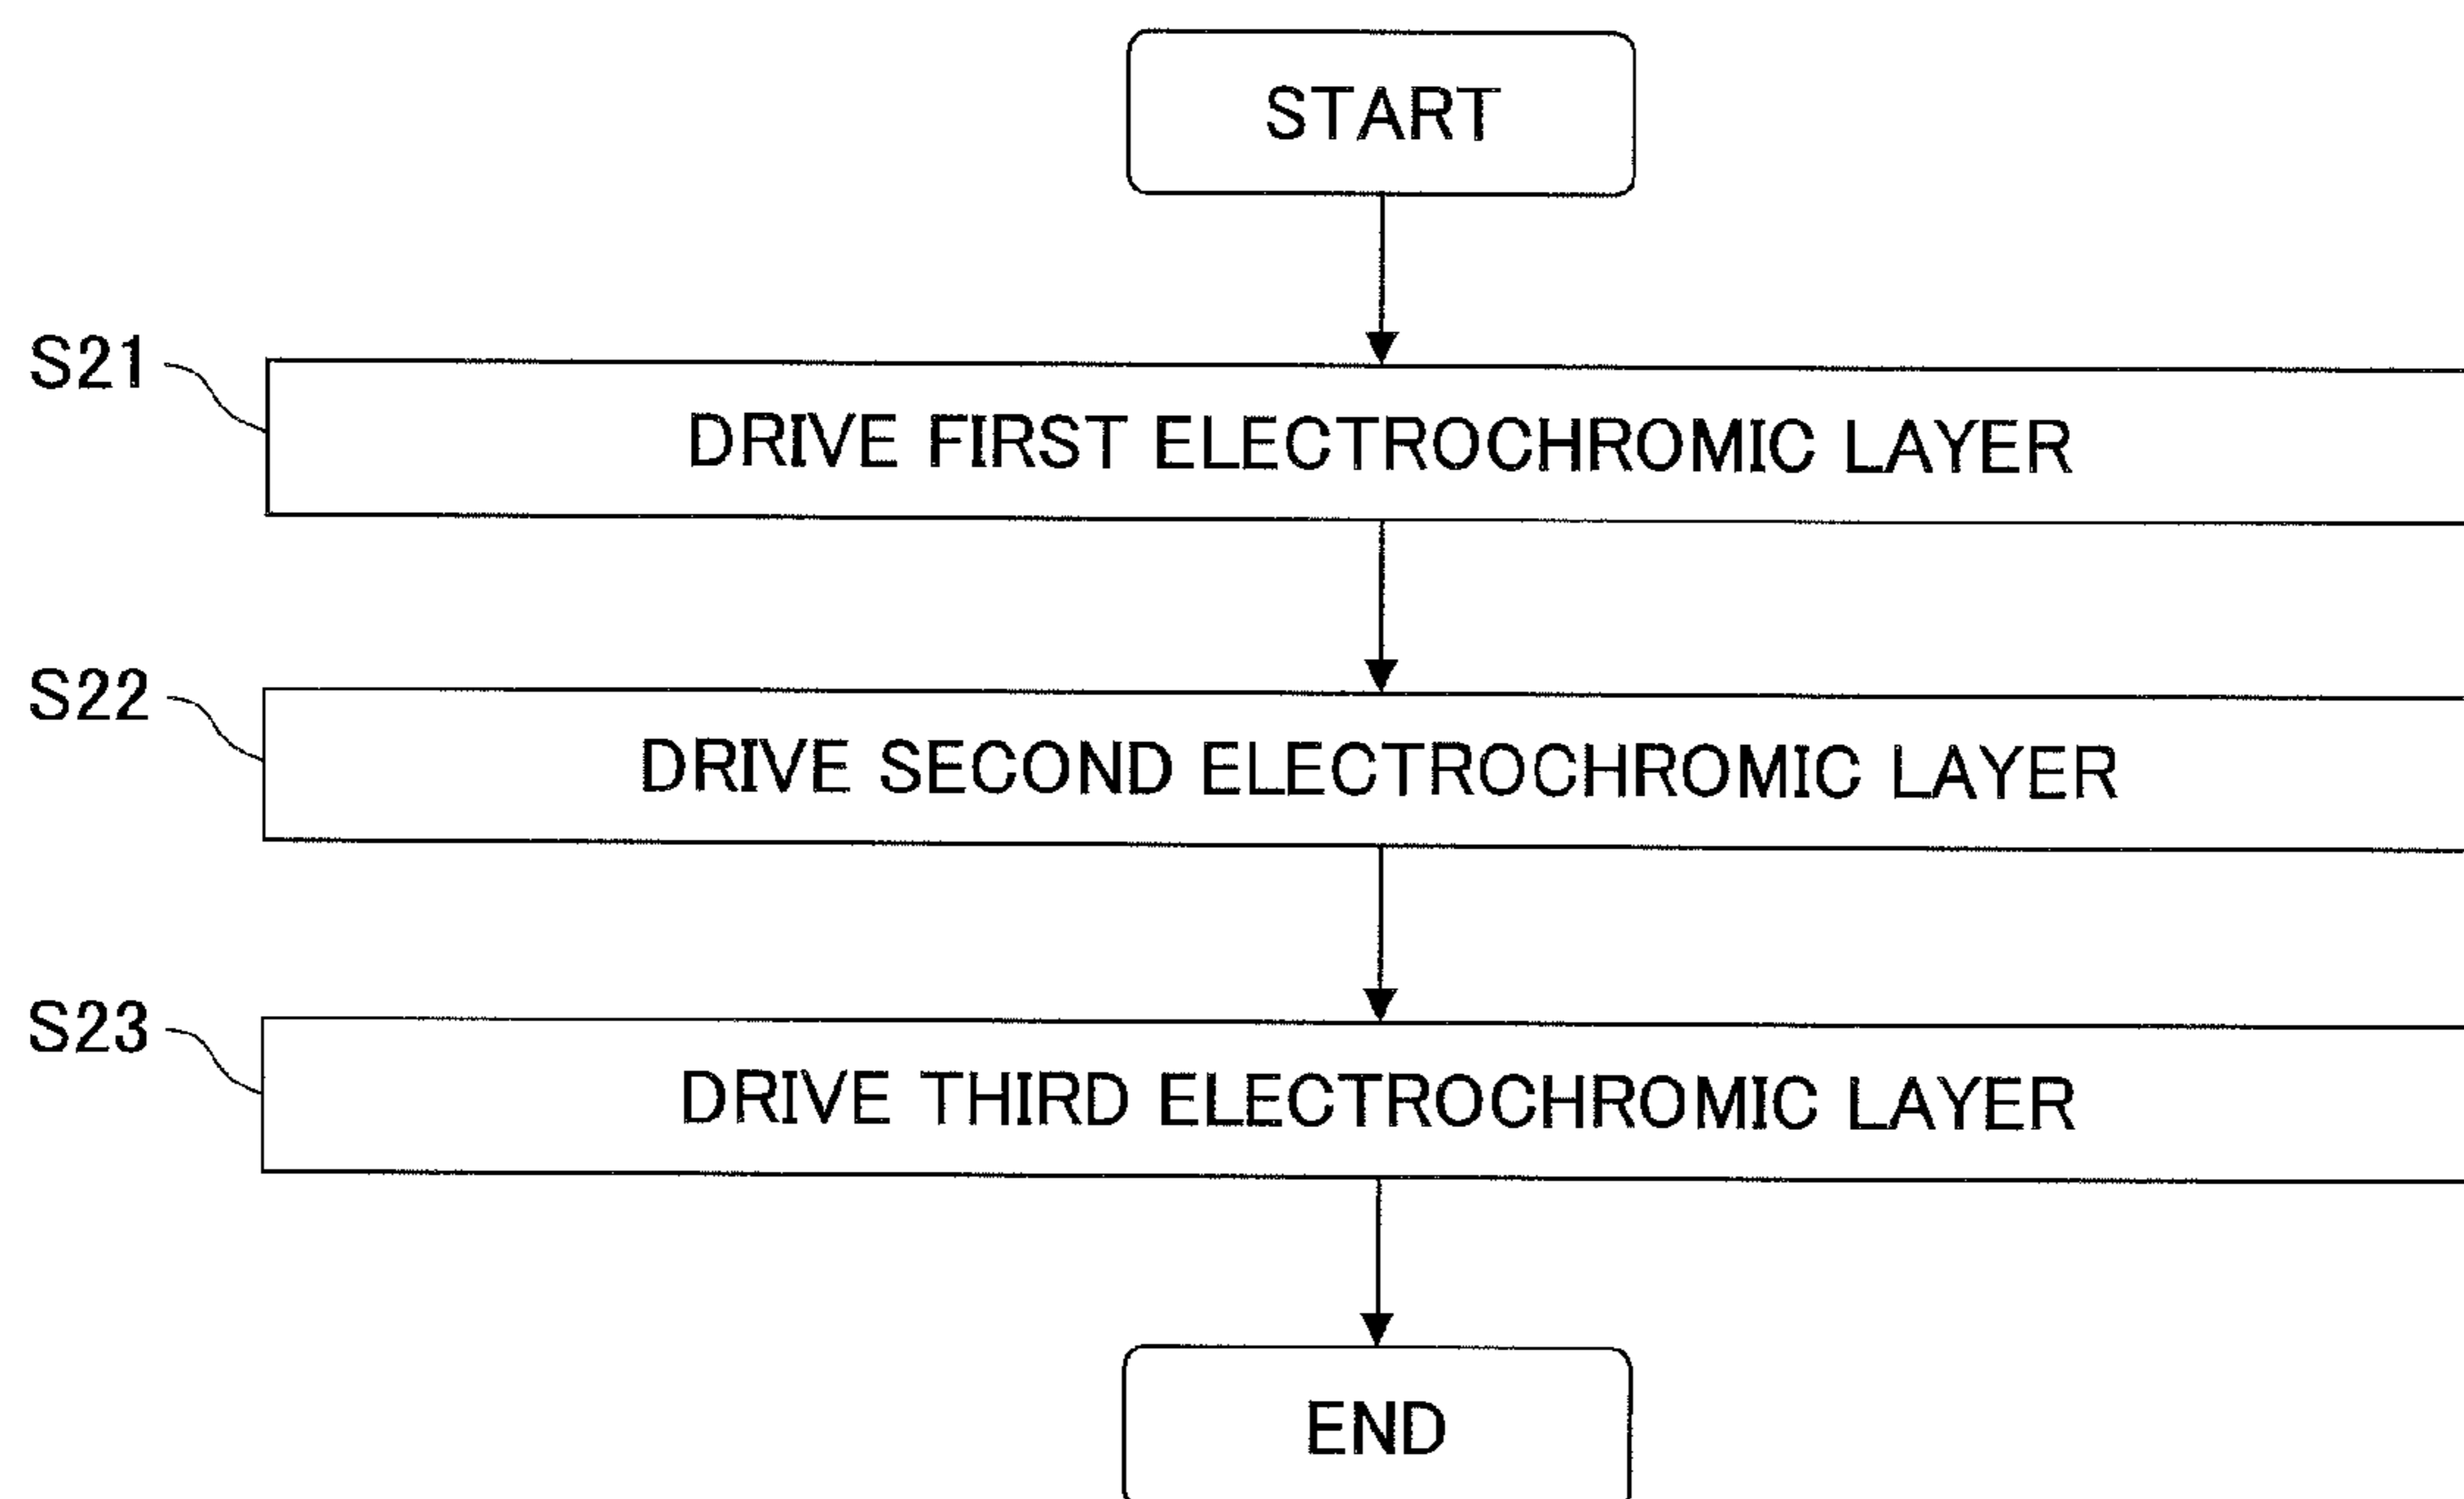 START
S21
DRIVE FIRST ELECTROCHROMIC LAYER
S22
DRIVE SECOND ELECTROCHROMIC LAYER
S23
DRIVE THIRD ELECTROCHROMIC LAYER
END